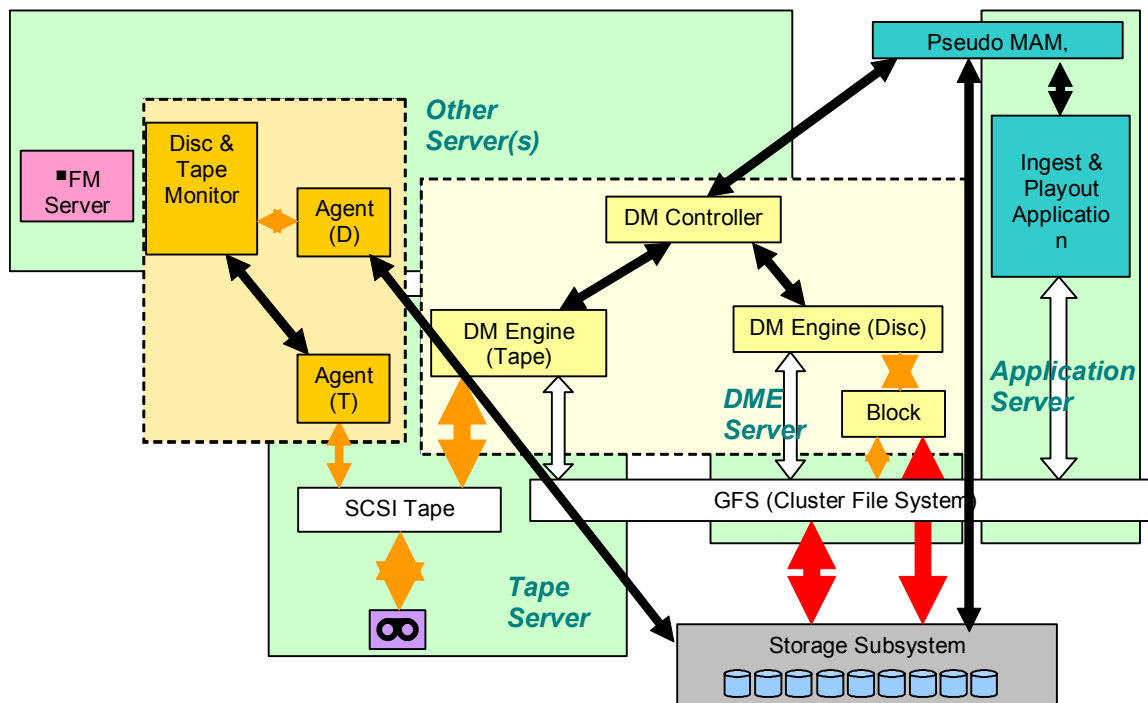 Pseudo MAM,
Other
Server(s)
Disc &
Tape
Monitor
■FM
Server
Agent
(D)
DM Controller
Ingest &
Playout
Applicatio
n
DM Engine
(Tape)
DM Engine (Disc)
Agent
(T)
DME
Server
Block
Application
Server
SCSI Tape
GFS (Cluster File System)
Tape
Server
Storage Subsystem